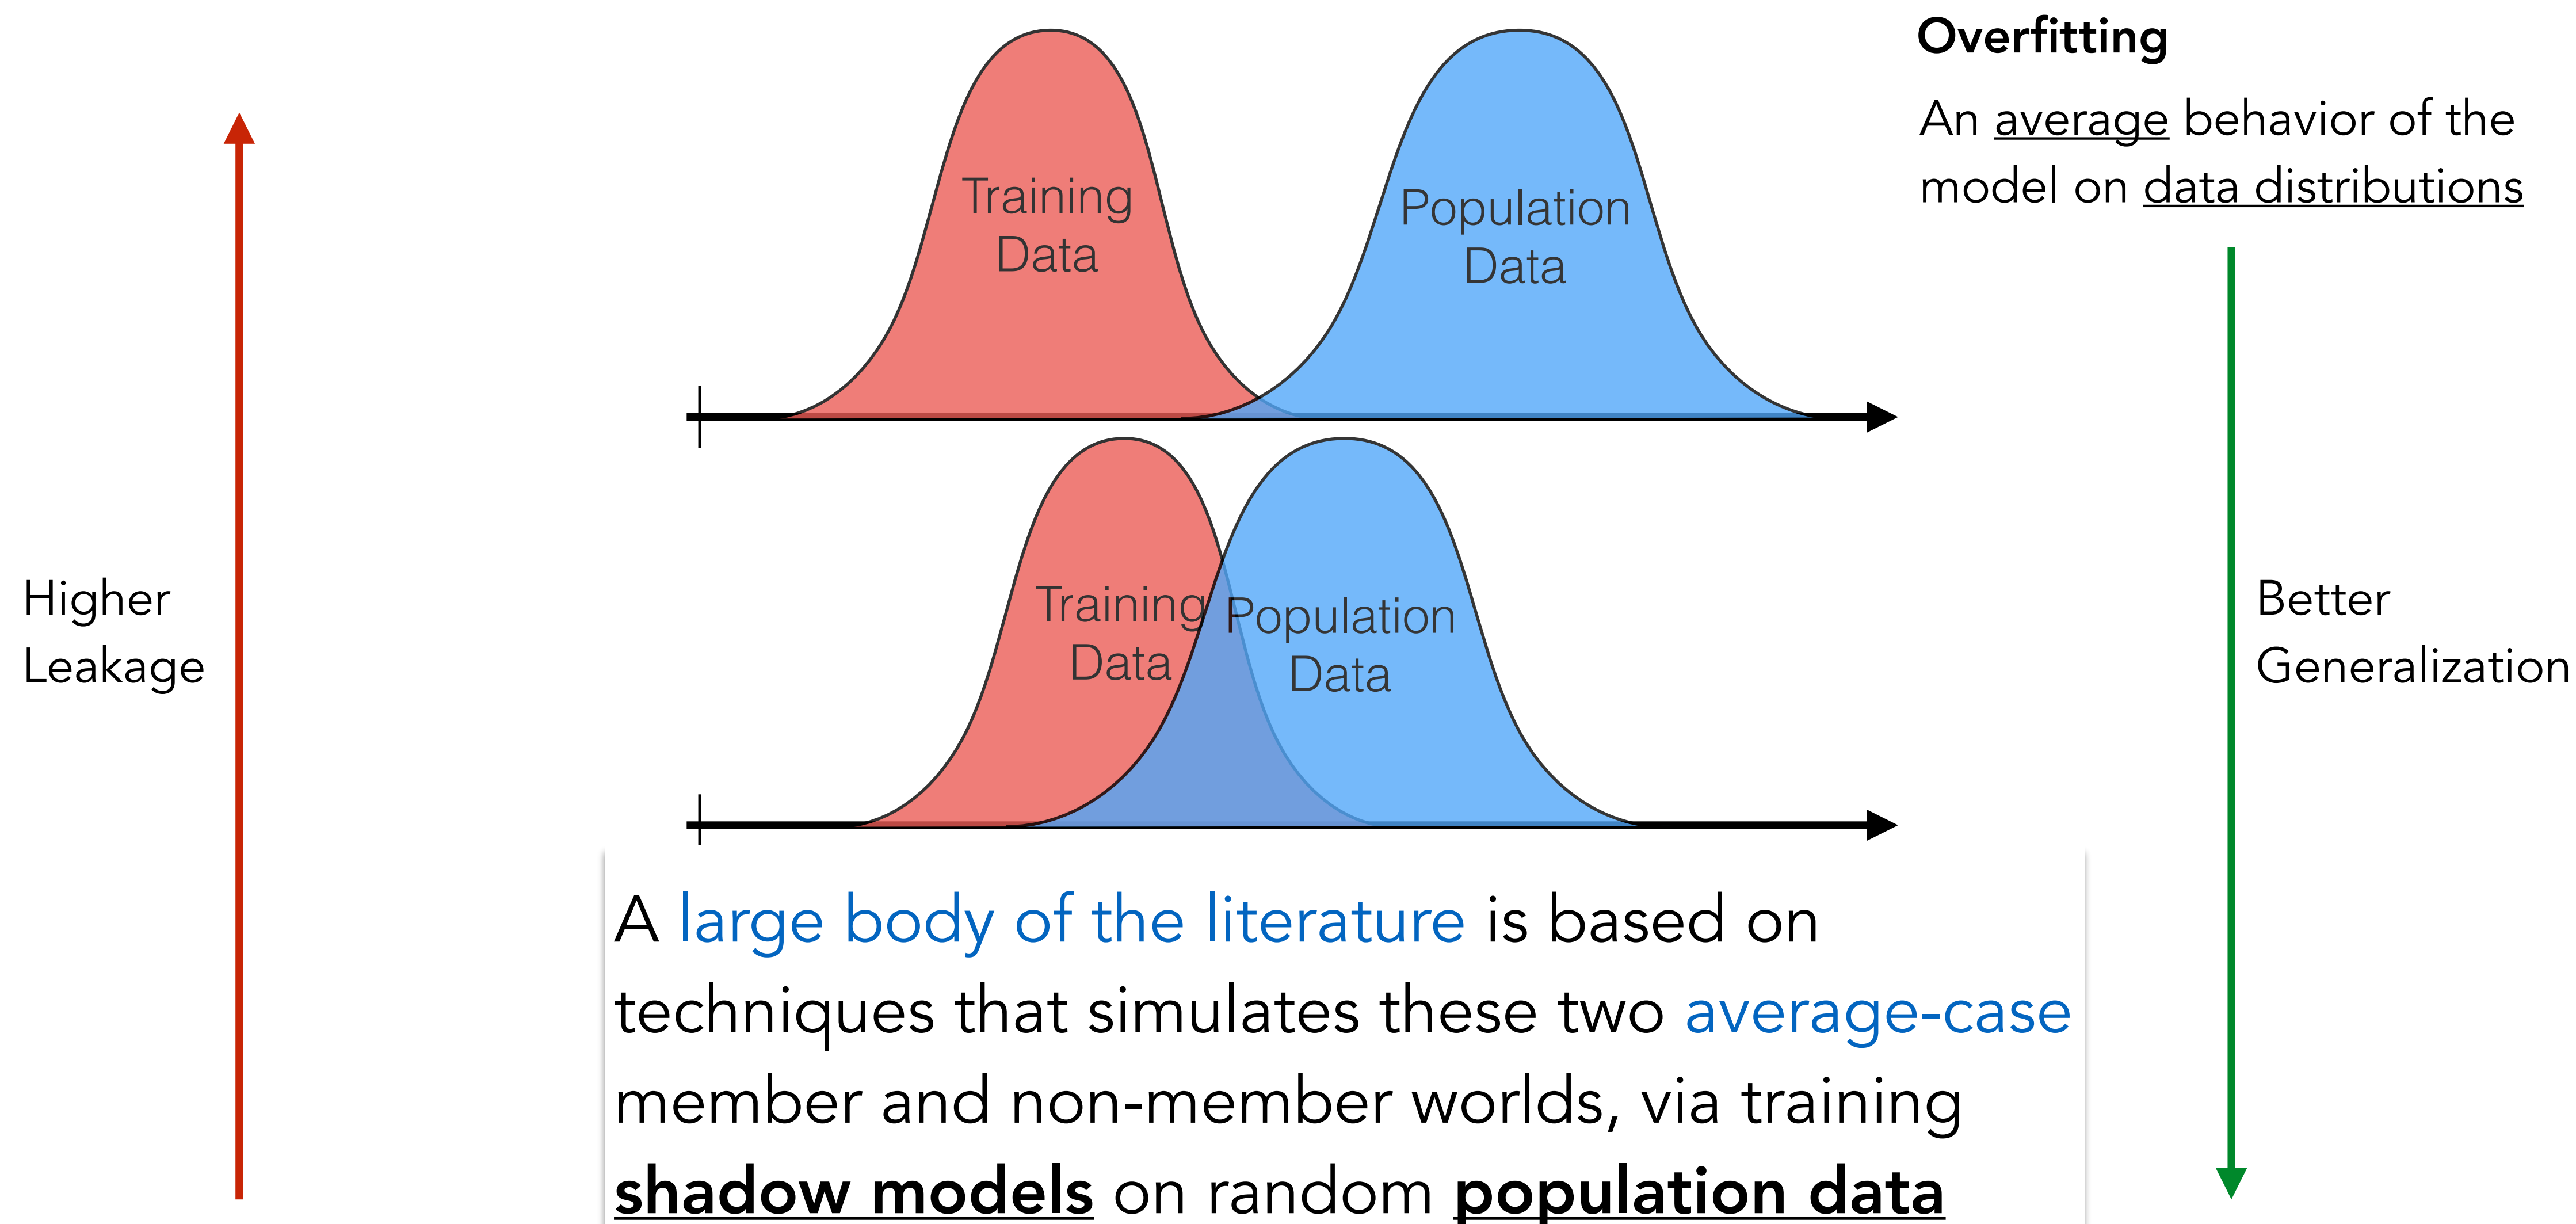 Overfitting
An average behavior of the
model on data distributions
Training
Data
Population
Data
Higher
Leakage
Training
Data
Population
Data
Better
Generalization
A large body of the literature is based on
techniques that simulates these two average-case
member and non-member worlds, via training
shadow models on random population data